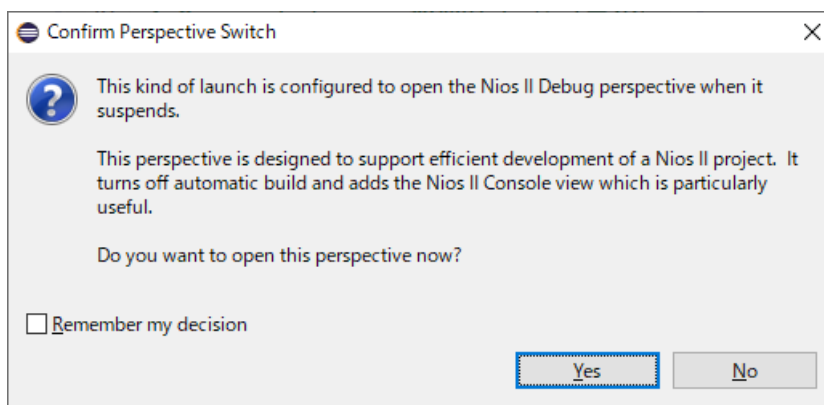 Confirm Perspective Switch
This kind of launch is configured to open the Nios II Debug perspective when it
suspends.
This perspective is designed to support efficient development of a Nios II project.  It
turns off automatic build and adds the Nios II Console view which is particularly
useful.
Do you want to open this perspective now?
Remember my decision
Yes No